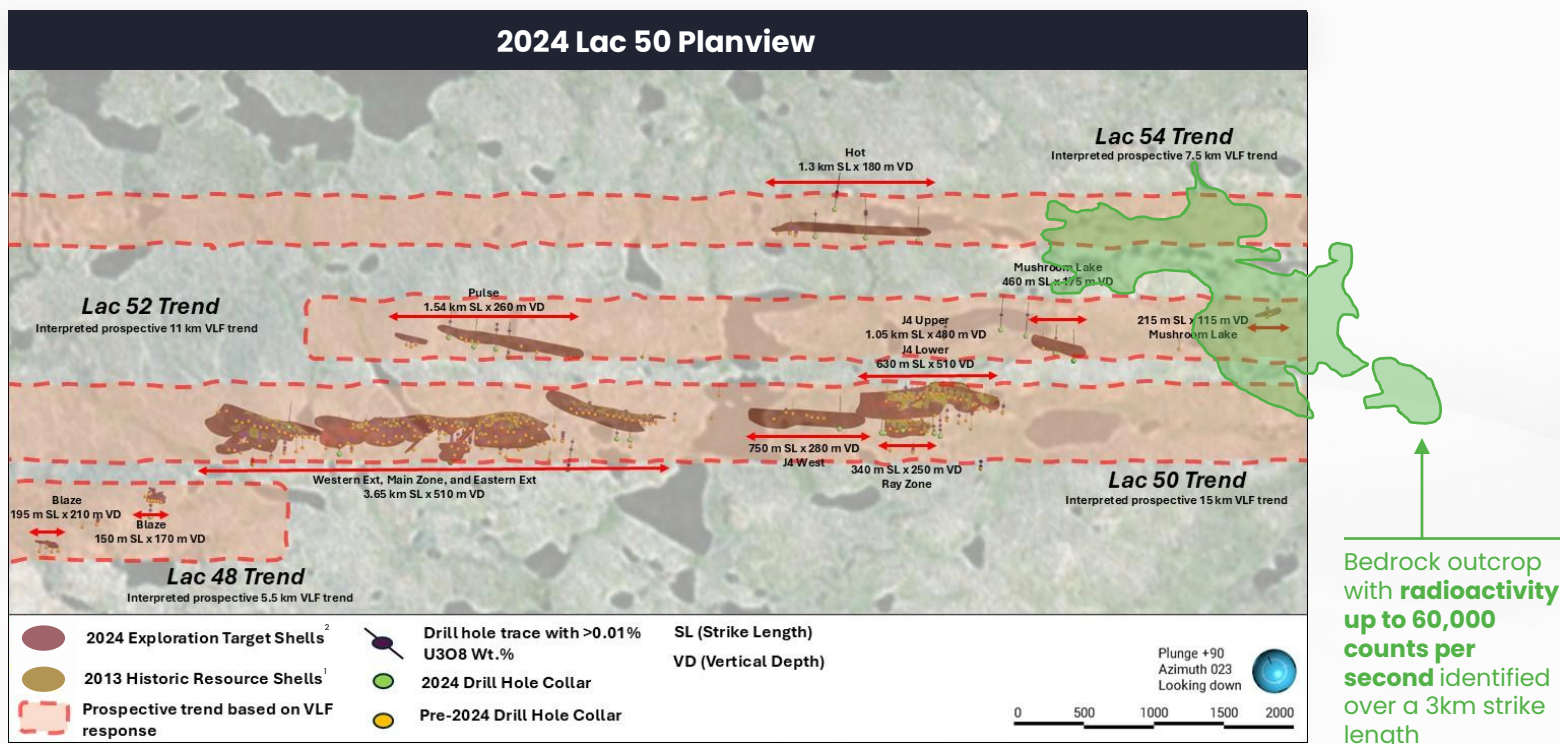 2024 Lac 50 Planview
Lac 54 Trend
Interpreted prospective 7.5 km VLF trend
Hot
1.3 km SL x 180 m VD
Mushroom Lake
460 m SL x 175 m VD
Lac 52 Trend
Interpreted prospective 11 km VLF trend
Pulse
1.54 km SL x 260 m VD
J4 Upper
1.05 km SL x 480 m VD
J4 Lower
630 m SL x 510 VD
215 m SL x 115 m VD
Mushroom Lake
750 m SL x 280 m VD
J4 West
340 m SL x 250 m VD
Ray Zone
Western Ext, Main Zone, and Eastern Ext
3.65 km SL x 510 m VD
Lac 50 Trend
Interpreted prospective 15 km VLF trend
Blaze
195 m SL x 210 m VD
Blaze
150 m SL x 170 m VD
Lac 48 Trend
Interpreted prospective 5.5 km VLF trend
2024 Exploration Target Shells2
2013 Historic Resource Shells1
Prospective trend based on VLF
response
Drill hole trace with >0.01%
U3O8 Wt.%
2024 Drill Hole Collar
Pre-2024 Drill Hole Collar
SL (Strike Length)
VD (Vertical Depth)
Plunge +90
Azimuth 023
Looking down
0 500 1000 1500 2000
Bedrock outcrop
with radioactivity
up to 60,000
counts per
second identified
over a 3km strike
length